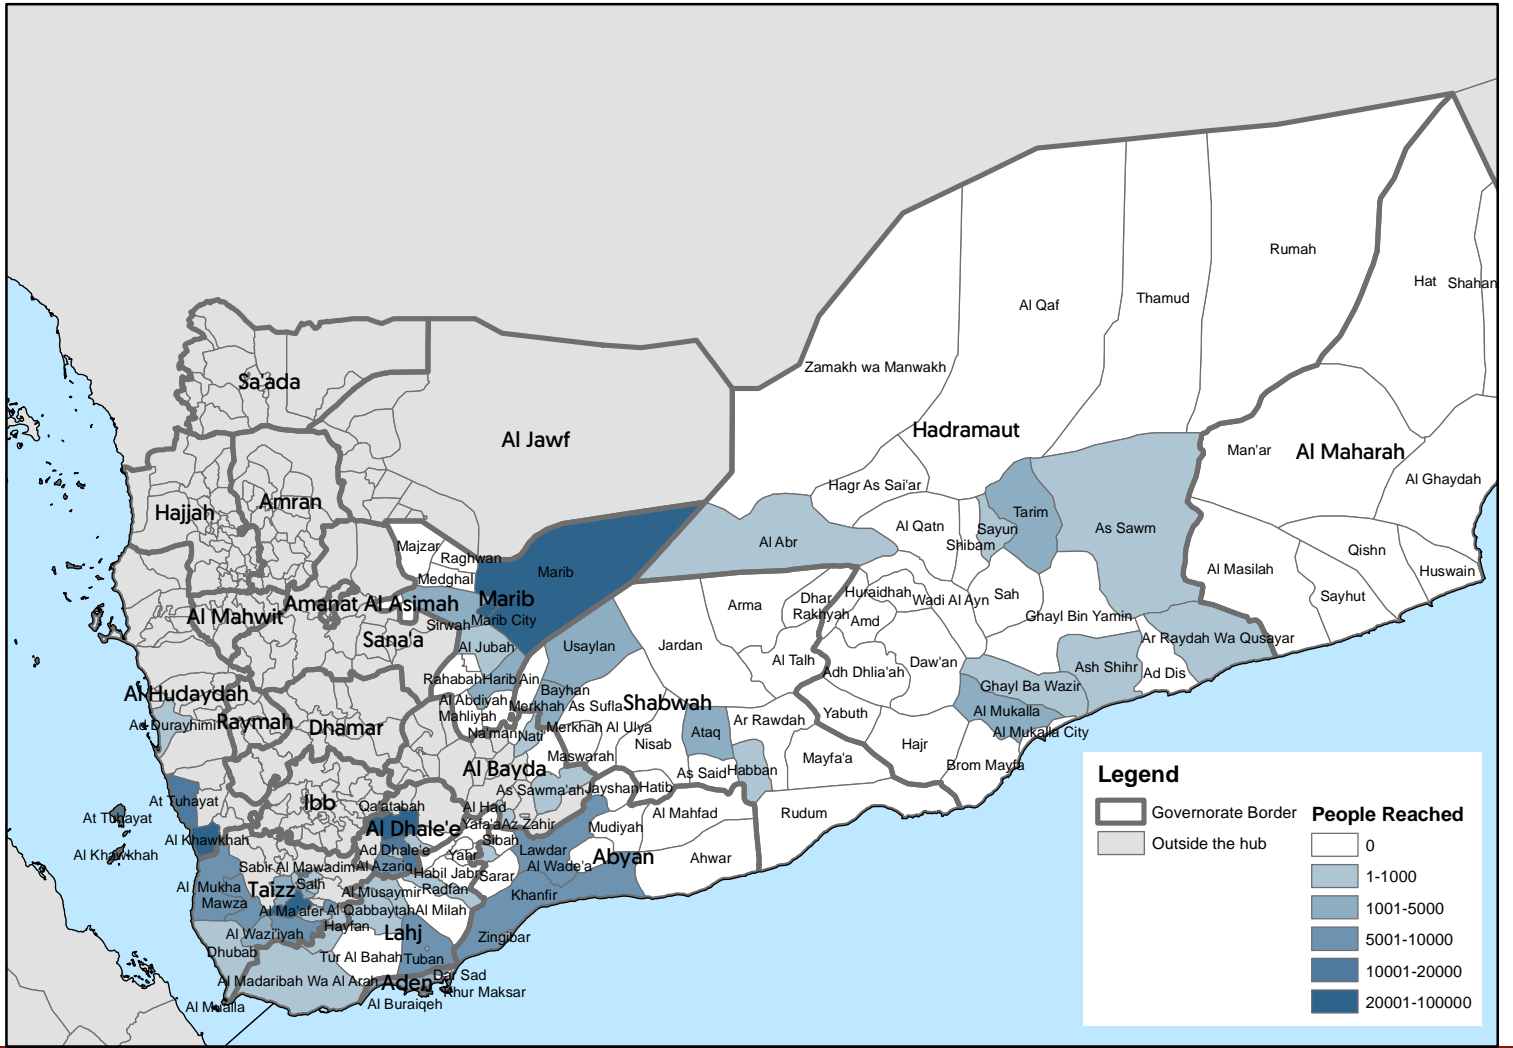 Rumah
Hat
Shahan
Thamud
Al Qaf
Zamakh wa Manwakh
Sa'ada
Hadramaut
Al Jawf
Man'ar
Al Maharah
Al Ghaydah
Hagr As Sai'ar
Amran
Hajjah
Tarim
Al Qatn
Sayun
As Sawm
Al Abr
Shibam
Majzar
Raghwan
Qishn
Medghal
Marib
Al Masilah
Huswain
Huraidhah
Wadi Al Ayn
Sah
Sayhut
Amanat Al Asimah
Marib
Arma
Dhar
Rakhyah
Al Mahwit
Sirwah
Marib City
Amd
Ghayl Bin Yamin
Sana'a
Al Jubah
Usaylan
Jardan
Ar Raydah Wa Qusayar
Al Talh
Daw'an
Ash Shihr
Adh Dhlia'ah
Ad Dis
Rahabah
Harib
Ain
Al Hudaydah
Al Abdiyah
Bayhan
Ghayl Ba Wazir
Mahliyah
Merkhah As Sufla
Shabwah
Al Mukalla
Ad Durayhimi
Raymah
Dhamar
Na'man
Nati'
Merkhah Al Ulya
Ataq
Ar Rawdah
Yabuth
Al Mukalla City
Nisab
Hajr
Maswarah
Mayfa'a
Brom Mayfa
Al Bayda
As Said
Habban
As Sawma'ah
Jayshan
Hatib
Ibb
Qa'atabah
At Tuhayat
At Tuhayat
Al Had
Al Mahfad
Rudum
Al Dhale'e
Yafa'a
Az Zahir
Mudiyah
Al Khawkhah
Al Khawkhah
Sibah
Ad Dhale'e
Yahr
Lawdar
Abyan
Ahwar
Sabir Al Mawadim
Al Azariq
Al Wade'a
Habil Jabr
Sarar
Al Mukha
Taizz
Salh
Al Musaymir
Radfan
Khanfir
Mawza
Al Ma'afer
Al Qabbaytah
Al Milah
Al Wazi'iyah
Hayfan
Lahj
Zingibar
Dhubab
Tur Al Bahah
Tuban
Al Madaribah Wa Al Arah
Aden
Dar Sad
Khur Maksar
Al Mualla
Al Buraiqeh
Legend
Governorate Border
Outside the hub
People Reached
0
1-1000
1001-5000
5001-10000
10001-20000
20001-100000